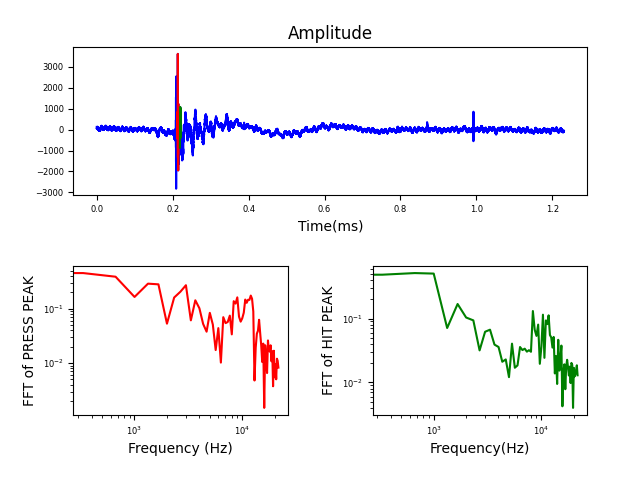 Amplitude
3000
2000
1000
0
−1000
−2000
−3000
0.0 0.2 0.4 0.6 0.8 1.0 1.2
Time(ms)
FFT of PRESS PEAK
10⁻¹
10⁻²
10³ 10⁴
Frequency (Hz)
FFT of HIT PEAK
10⁻¹
10⁻²
10³ 10⁴
Frequency(Hz)